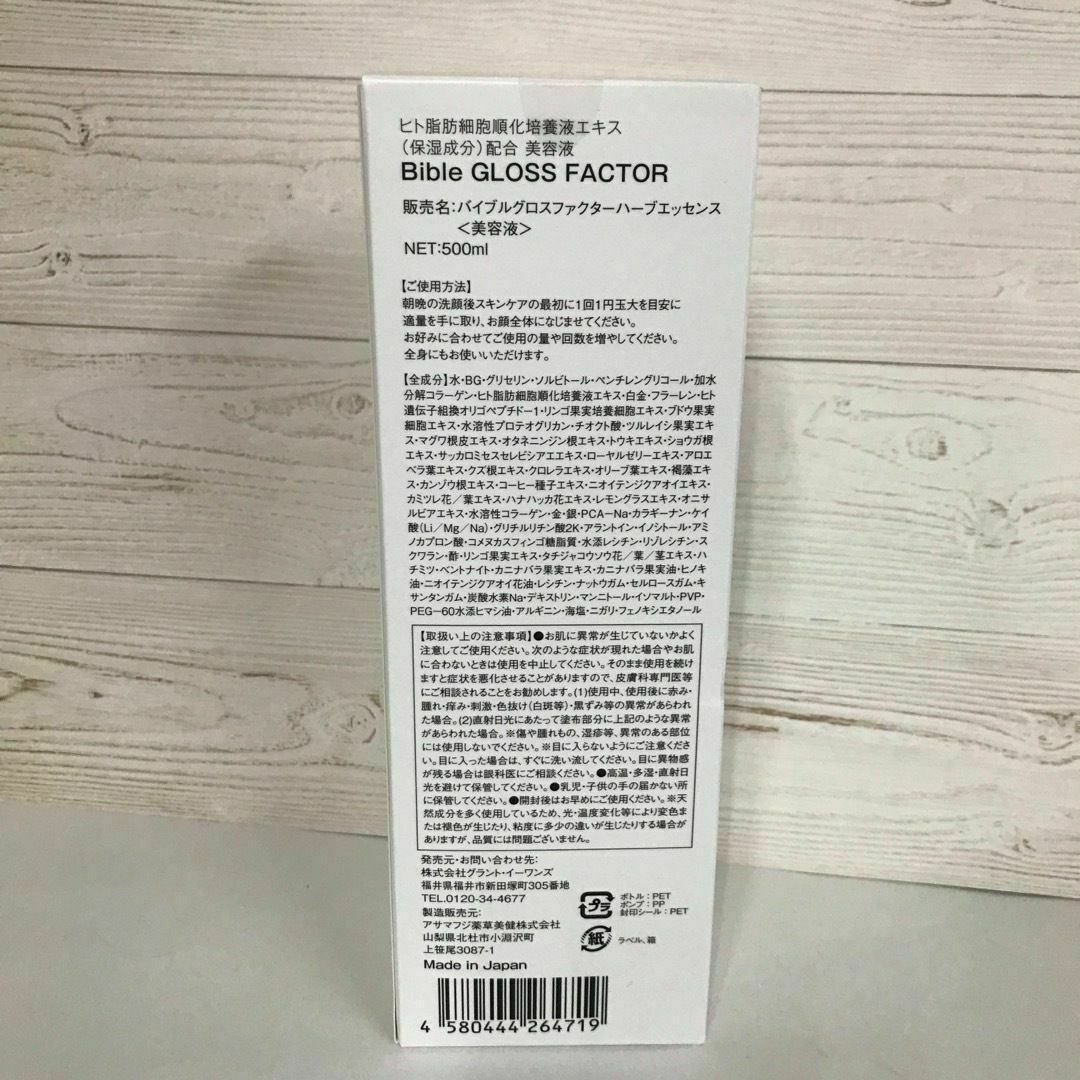 ヒト脂肪細胞順化培養液エキス
(保湿成分)配合 美容液
Bible GLOSS FACTOR
販売名:バイブルグロスファクターハーブエッセンス
<美容液>
NET:500ml
【ご使用方法】
朝晩の洗顔後スキンケアの最初に1回1円玉大を目安に
適量を手に取り、お顔全体になじませてください。
お好みに合わせてご使用の量や回数を増やしてください。
全身にもお使いいただけます。
【全成分】水・BG・グリセリン・ソルビトール・ペンチレングリコール・加水
分解コラーゲン・ヒト脂肪細胞順化培養液エキス・白金・フラーレン・ヒト
遺伝子組換オリゴペプチド-1・リンゴ果実培養細胞エキス・ブドウ果実
細胞エキス・水溶性プロテオグリカン・チオクト酸・ツルレイシ果実エキ
ス・マグワ根皮エキス・オタネニンジン根エキス・トウキエキス・ショウガ根
エキス・サッカロミセスセレビシアエエキス・ローヤルゼリーエキス・アロエ
ベラ葉エキス・クズ根エキス・クロレラエキス・オリーブ葉エキス・褐藻エキ
ス・カンゾウ根エキス・コーヒー種子エキス・ニオイテンジクアオイエキス・
カミツレ花/葉エキス・ハナハッカ花エキス・レモングラスエキス・オニサ
ルビアエキス・水溶性コラーゲン・金・銀・PCA-Na・カラギーナン・ケイ
酸(Li/Mg/Na)・グリチルリチン酸2K・アラントイン・イノシトール・アミ
ノカプロン酸・コメヌカスフィンゴ糖脂質・水添レシチン・リゾレシチン・ス
クワラン・酢・リンゴ果実エキス・タチジャコウソウ花/葉/茎エキス・ハ
チミツ・ベントナイト・カニナバラ果実エキス・カニナバラ果実油・ヒノキ
油・ニオイテンジクアオイ花油・レシチン・ナットウガム・セルロースガム・キ
サンタンガム・炭酸水素Na・デキストリン・マンニトール・イソマルト・PVP・
PEG-60水添ヒマシ油・アルギニン・海塩・ニガリ・フェノキシエタノール
【取扱い上の注意事項】●お肌に異常が生じていないかよく
注意してご使用ください。次のような症状が現れた場合やお肌
に合わないときは使用を中止してください。そのまま使用を続け
ますと症状を悪化させることがありますので、皮膚科専門医等
にご相談されることをお勧めします。(1)使用中、使用後に赤み・
腫れ・痒み・刺激・色抜け(白斑等)・黒ずみ等の異常があらわれ
た場合。(2)直射日光にあたって塗布部分に上記のような異常
があらわれた場合。※傷や腫れもの、湿疹等、異常のある部位
には使用しないでください。※目に入らないようにご注意くださ
い。目に入った場合は、すぐに洗い流してください。目に異物感
が残る場合は眼科医にご相談ください。●高温・多湿・直射日
光を避けて保管してください。●乳児・子供の手の届かない所
に保管してください。●開封後はお早めにご使用ください。※天
然成分を多く使用しているため、光・温度変化等により変色ま
たは褪色が生じたり、粘度に多少の違いが生じたりする場合が
ありますが、品質には問題ございません。
発売元・お問い合わせ先:
株式会社グラント・イーワンズ
福井県福井市新田塚町305番地
TEL.0120-34-4677
製造販売元:
アサマフジ薬草美健株式会社
山梨県北杜市小淵沢町
上笹尾3087-1
Made in Japan
プラ
ボトル:PET
ポンプ:PP
封印シール:PET
紙
ラベル、箱
4 580444 264719